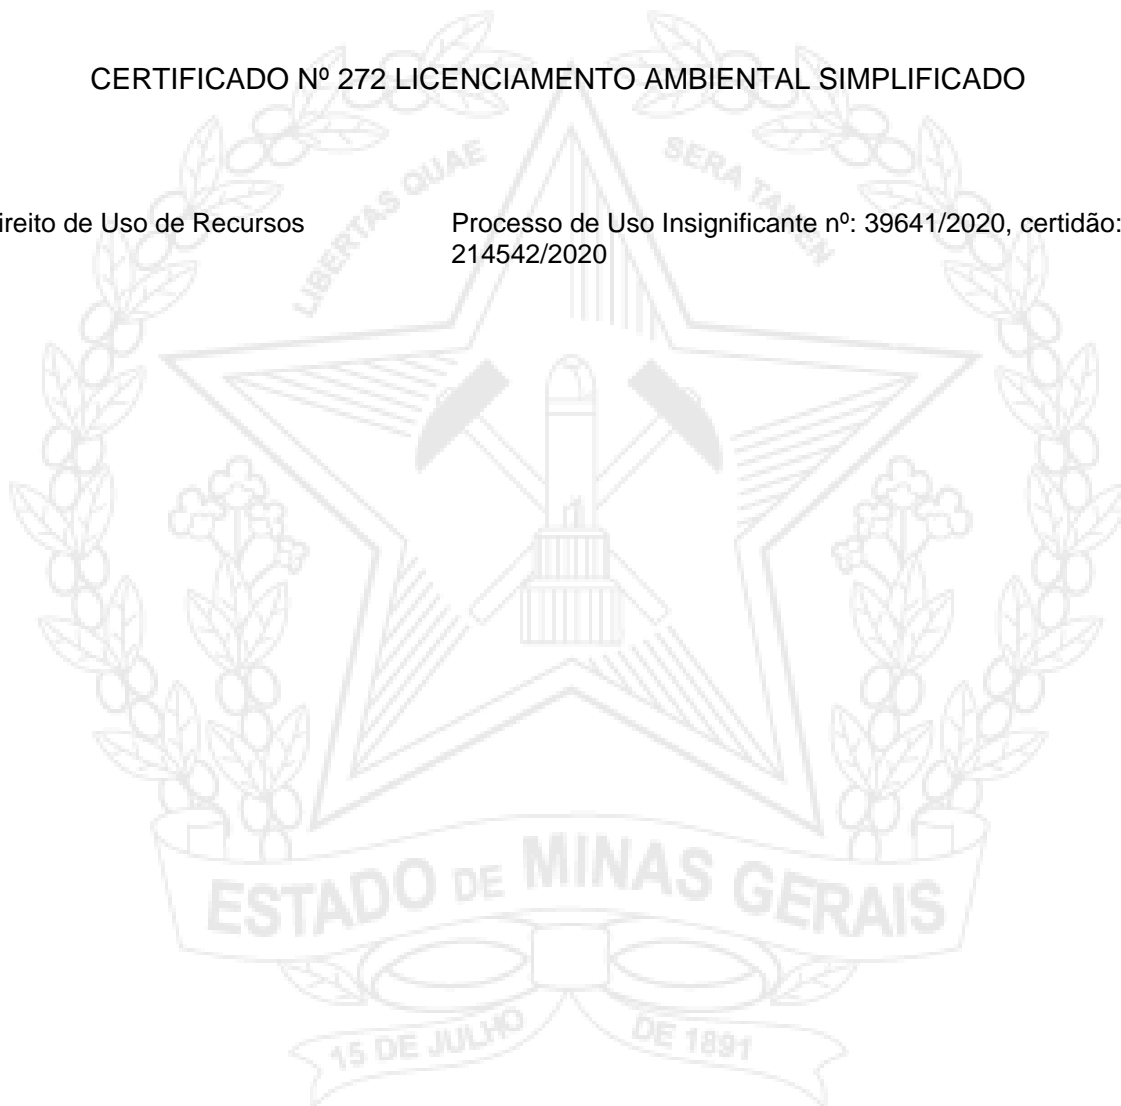 CERTIFICADO Nº 272 LICENCIAMENTO AMBIENTAL SIMPLIFICADO
LIBERTAS QUAE SERA TAMEN
ireito de Uso de Recursos
Processo de Uso Insignificante nº: 39641/2020, certidão:
214542/2020
ESTADO DE MINAS GERAIS
15 DE JULHO DE 1891